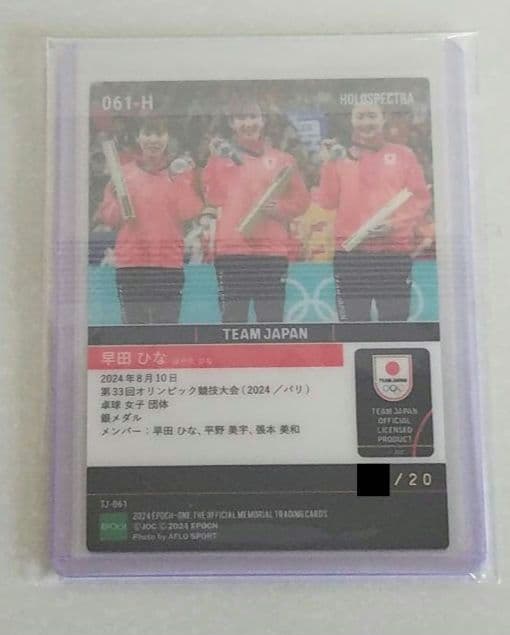 061-H
HOLOSPECTRA
TEAM JAPAN
早田 ひな
2024年8月10日
第33回オリンピック競技大会(2024／パリ)
卓球 女子 団体
銀メダル
メンバー：早田 ひな、平野 美宇、張本 美和
TEAM JAPAN
TEAM JAPAN
OFFICIAL
LICENSED
PRODUCT
/20
TJ-061
EPOCH
2024 EPOCH-ONE THE OFFICIAL MEMORIAL TRADING CARDS
©JOC © 2024 EPOCH
Photo by AFLO SPORT